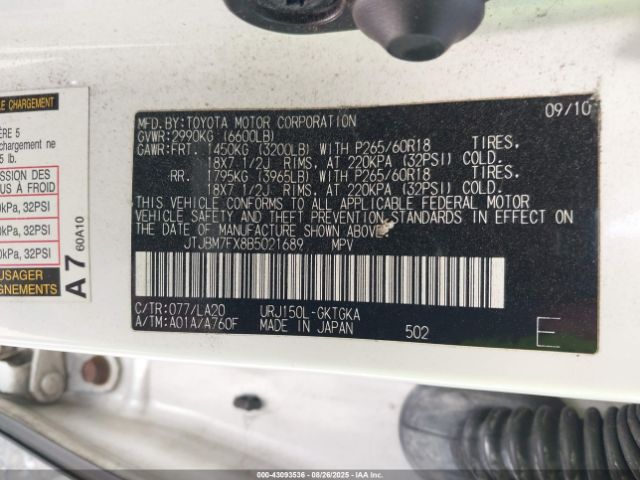 LE CHARGEMENT
ÈRE 5
chargement ne
5 lb.
SSION DES
US À FROID
0kPa, 32PSI
0kPa, 32PSI
0kPa, 32PSI
USAGER
EIGNEMENTS
A 7 60A10
MFD.BY:TOYOTA MOTOR CORPORATION 09/10
GVWR:2990KG (6600LB)
GAWR:FRT. 1450KG (3200LB) WITH P265/60R18 TIRES.
18X7 1/2J RIMS, AT 220KPA (32PSI) COLD.
RR. 1795KG (3965LB) WITH P265/60R18 TIRES.
18X7 1/2J RIMS, AT 220KPA (32PSI) COLD.
THIS VEHICLE CONFORMS TO ALL APPLICABLE FEDERAL MOTOR
VEHICLE SAFETY AND THEFT PREVENTION STANDARDS IN EFFECT ON
THE DATE OF MANUFACTURE SHOWN ABOVE.
JTJBM7FX8B5021689 MPV
C/TR:077/LA20 URJ150L-GKTGKA
A/TM:A01A/A760F MADE IN JAPAN 502 E
000-43093536 - 08/26/2025 - IAA